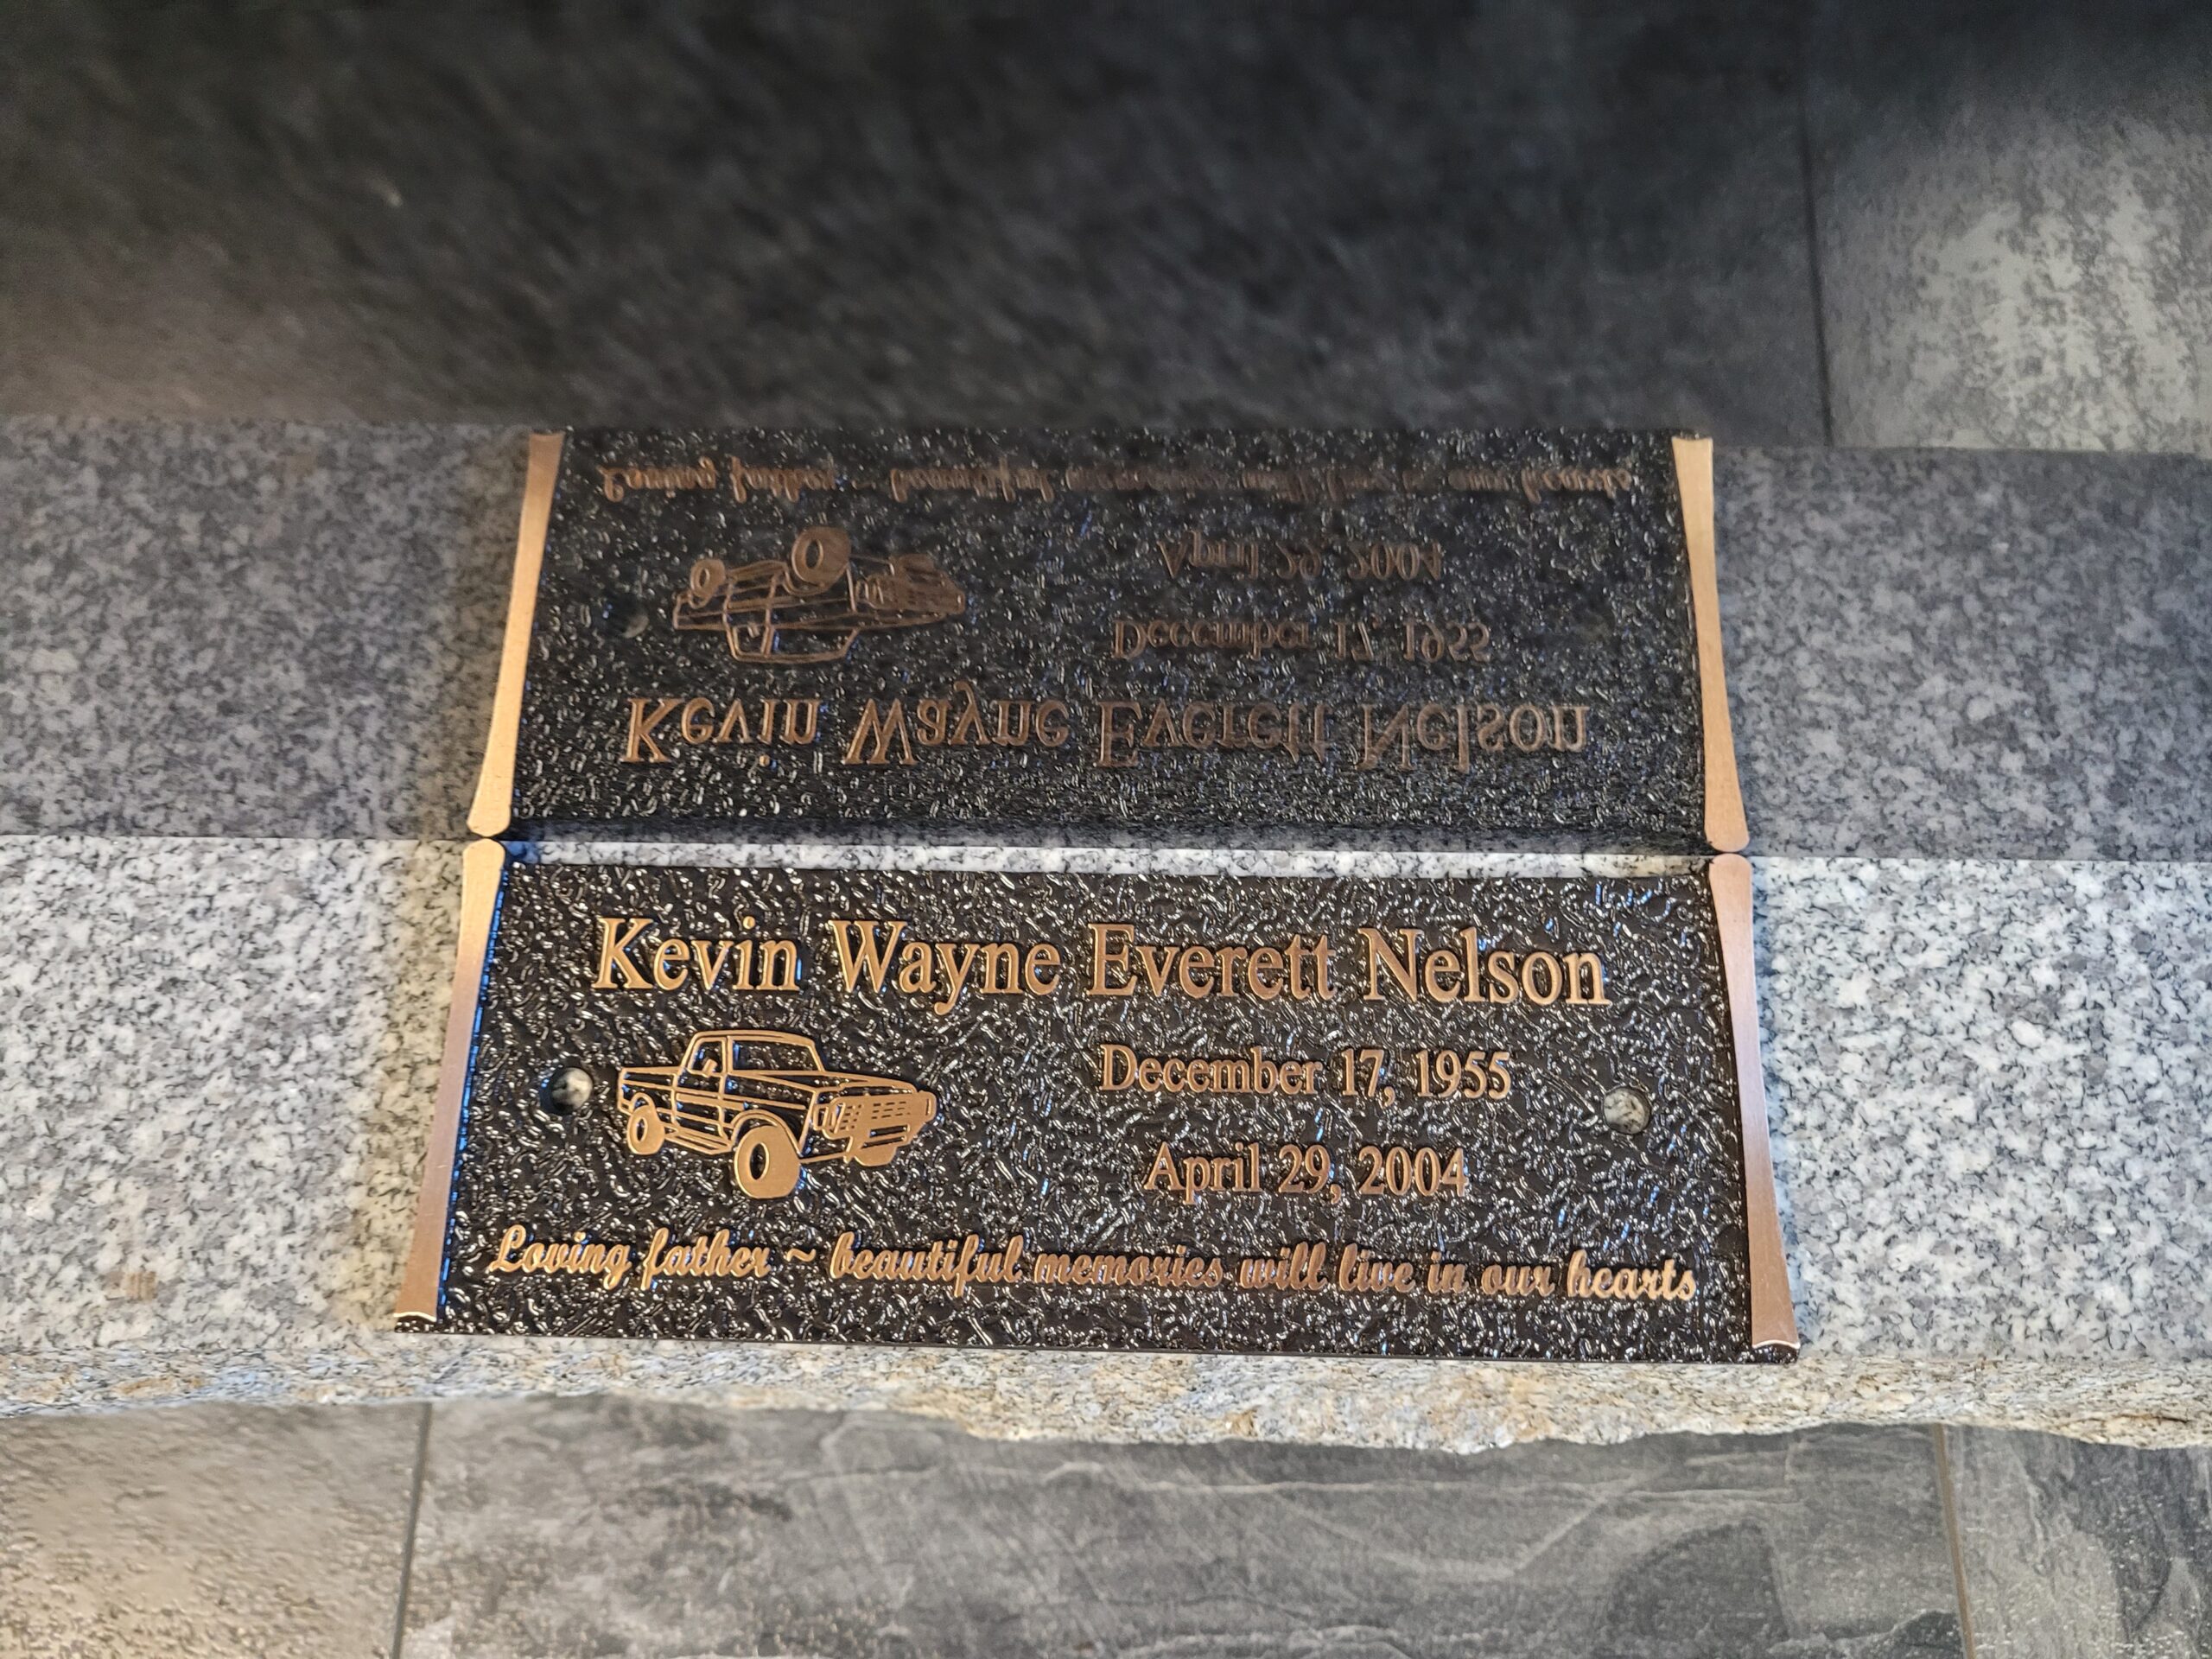 Kevin Wayne Everett Nelson
December 17, 1955
April 29, 2004
Loving father ~ beautiful memories will live in our hearts